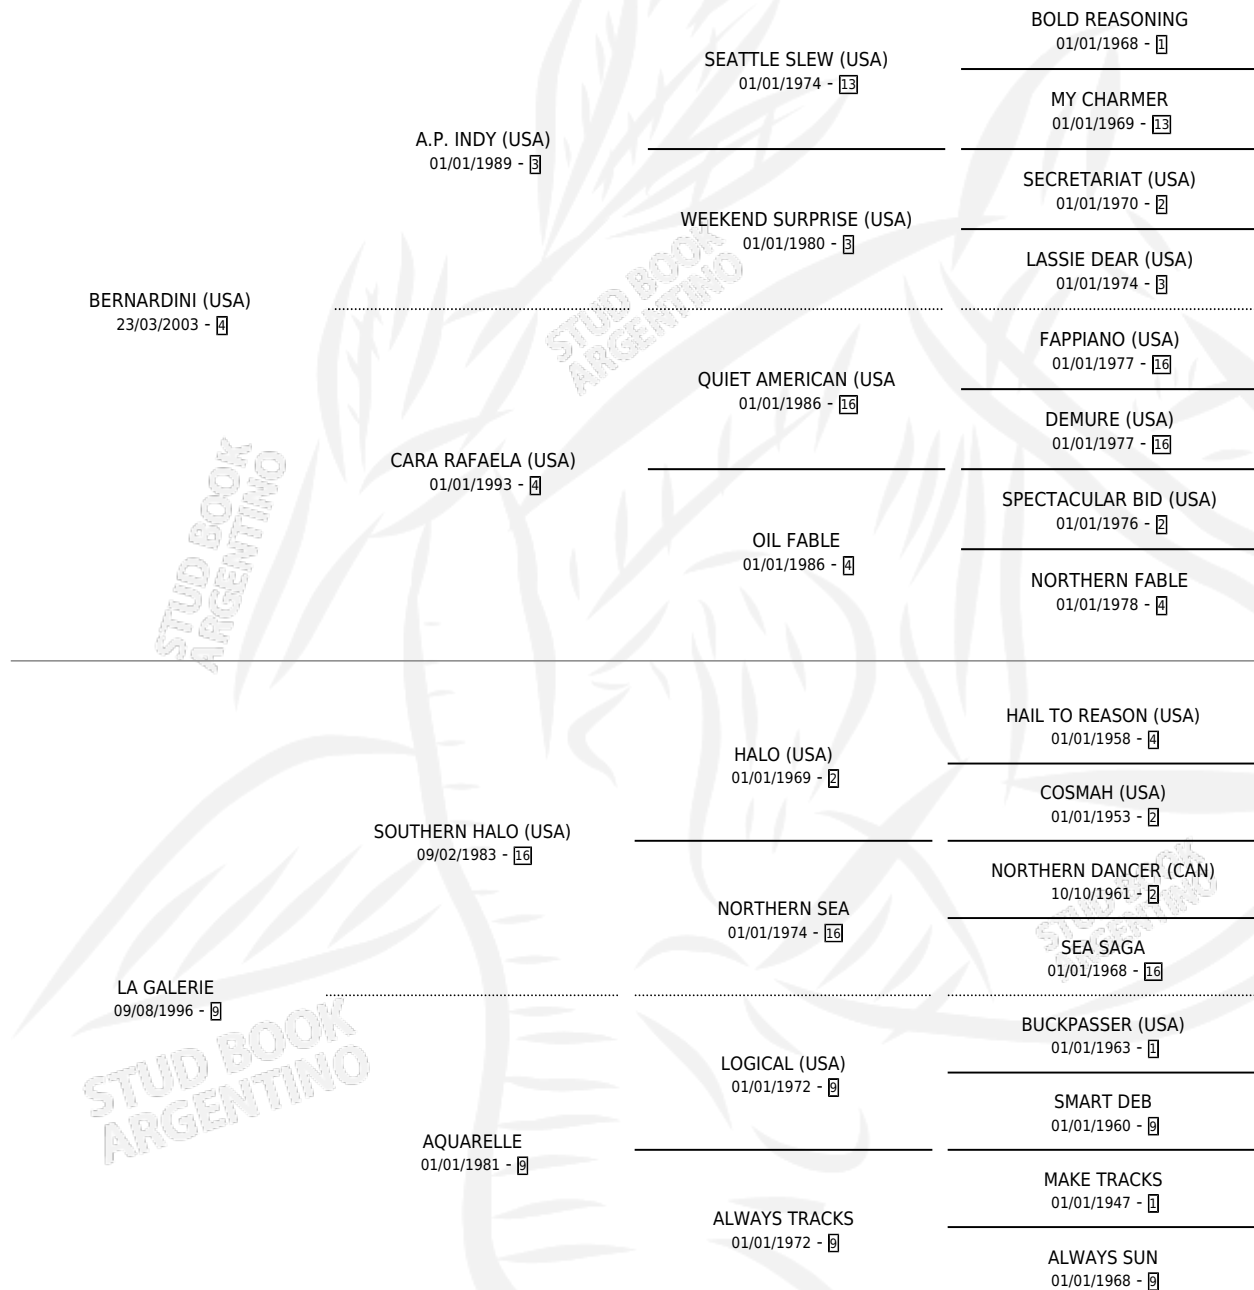 BOLD REASONING
01/01/1968 - 1
SEATTLE SLEW (USA)
01/01/1974 - 13
MY CHARMER
01/01/1969 - 13
A.P. INDY (USA)
01/01/1989 - 3
SECRETARIAT (USA)
01/01/1970 - 2
WEEKEND SURPRISE (USA)
01/01/1980 - 3
LASSIE DEAR (USA)
01/01/1974 - 3
BERNARDINI (USA)
23/03/2003 - 4
FAPPIANO (USA)
01/01/1977 - 16
QUIET AMERICAN (USA
01/01/1986 - 16
DEMURE (USA)
01/01/1977 - 16
CARA RAFAELA (USA)
01/01/1993 - 4
SPECTACULAR BID (USA)
01/01/1976 - 2
OIL FABLE
01/01/1986 - 4
NORTHERN FABLE
01/01/1978 - 4
HAIL TO REASON (USA)
01/01/1958 - 4
HALO (USA)
01/01/1969 - 2
COSMAH (USA)
01/01/1953 - 2
SOUTHERN HALO (USA)
09/02/1983 - 16
NORTHERN DANCER (CAN)
10/10/1961 - 2
NORTHERN SEA
01/01/1974 - 16
SEA SAGA
01/01/1968 - 16
LA GALERIE
09/08/1996 - 9
BUCKPASSER (USA)
01/01/1963 - 1
LOGICAL (USA)
01/01/1972 - 9
SMART DEB
01/01/1960 - 9
AQUARELLE
01/01/1981 - 9
MAKE TRACKS
01/01/1947 - 1
ALWAYS TRACKS
01/01/1972 - 9
ALWAYS SUN
01/01/1968 - 9
STUD BOOK
ARGENTINO
STUD BOOK
ARGENTINO
STUD BOOK
ARGENTINO
STUD BOOK
ARGENTINO